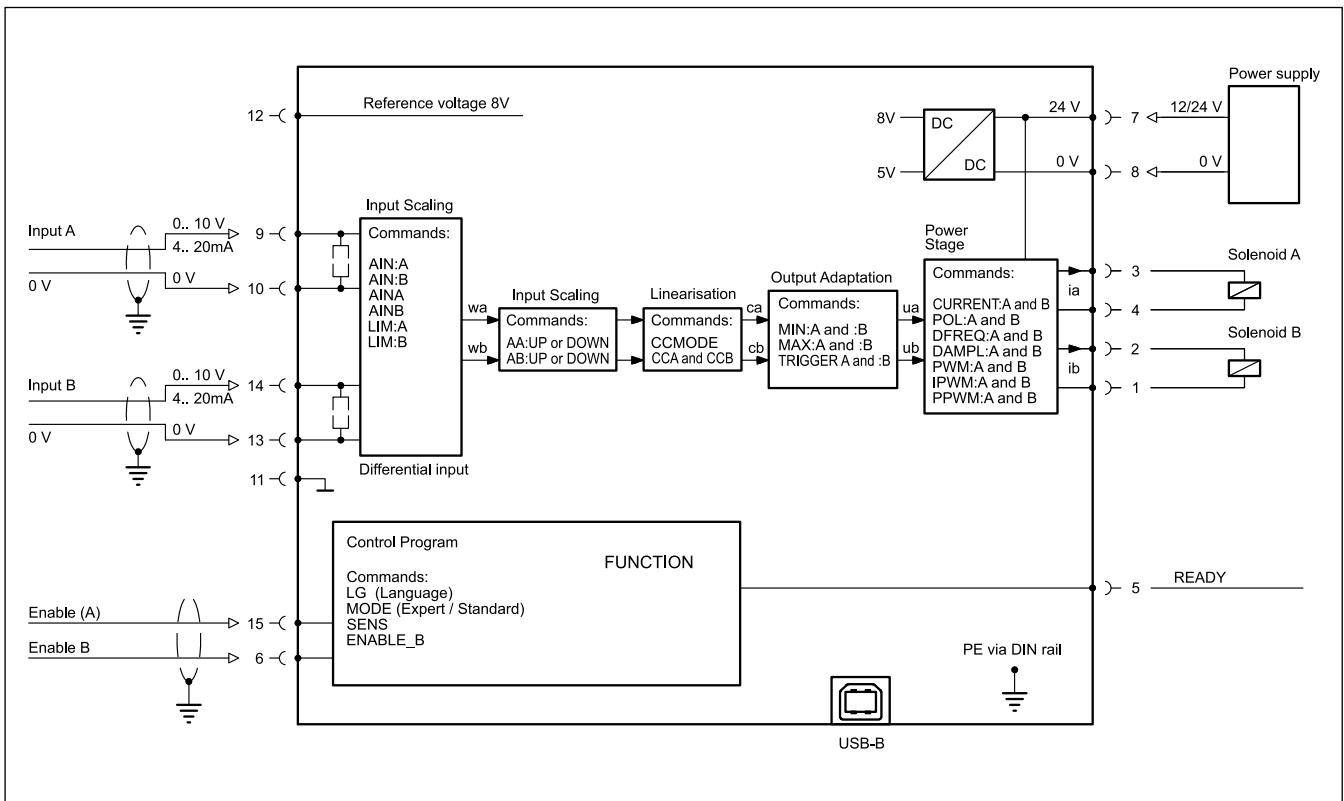 Power supply
12
Reference voltage 8V
8V
DC
24 V
7
12/24 V
5V
DC
0 V
8
0 V
Input A
0.. 10 V
4.. 20mA
9
0 V
0 V
10
Input B
0.. 10 V
4.. 20mA
14
0 V
0 V
13
11
Input Scaling
Commands:
AIN:A
AIN:B
AINA
AINB
LIM:A
LIM:B
Differential input
wa
wb
Input Scaling
Commands:
AA:UP or DOWN
AB:UP or DOWN
Linearisation
Commands:
CCMODE
CCA and CCB
ca
cb
Output Adaptation
Commands:
MIN:A and :B
MAX:A and :B
TRIGGER A and :B
ua
ub
Power
Stage
Commands:
CURRENT:A and B
POL:A and B
DFREQ:A and B
DAMPL:A and B
PWM:A and B
IPWM:A and B
PPWM:A and B
ia
ib
3
4
2
1
Solenoid A
Solenoid B
Control Program
FUNCTION
Commands:
LG (Language)
MODE (Expert / Standard)
SENS
ENABLE_B
Enable (A)
15
Enable B
6
5
READY
PE via DIN rail
USB-B